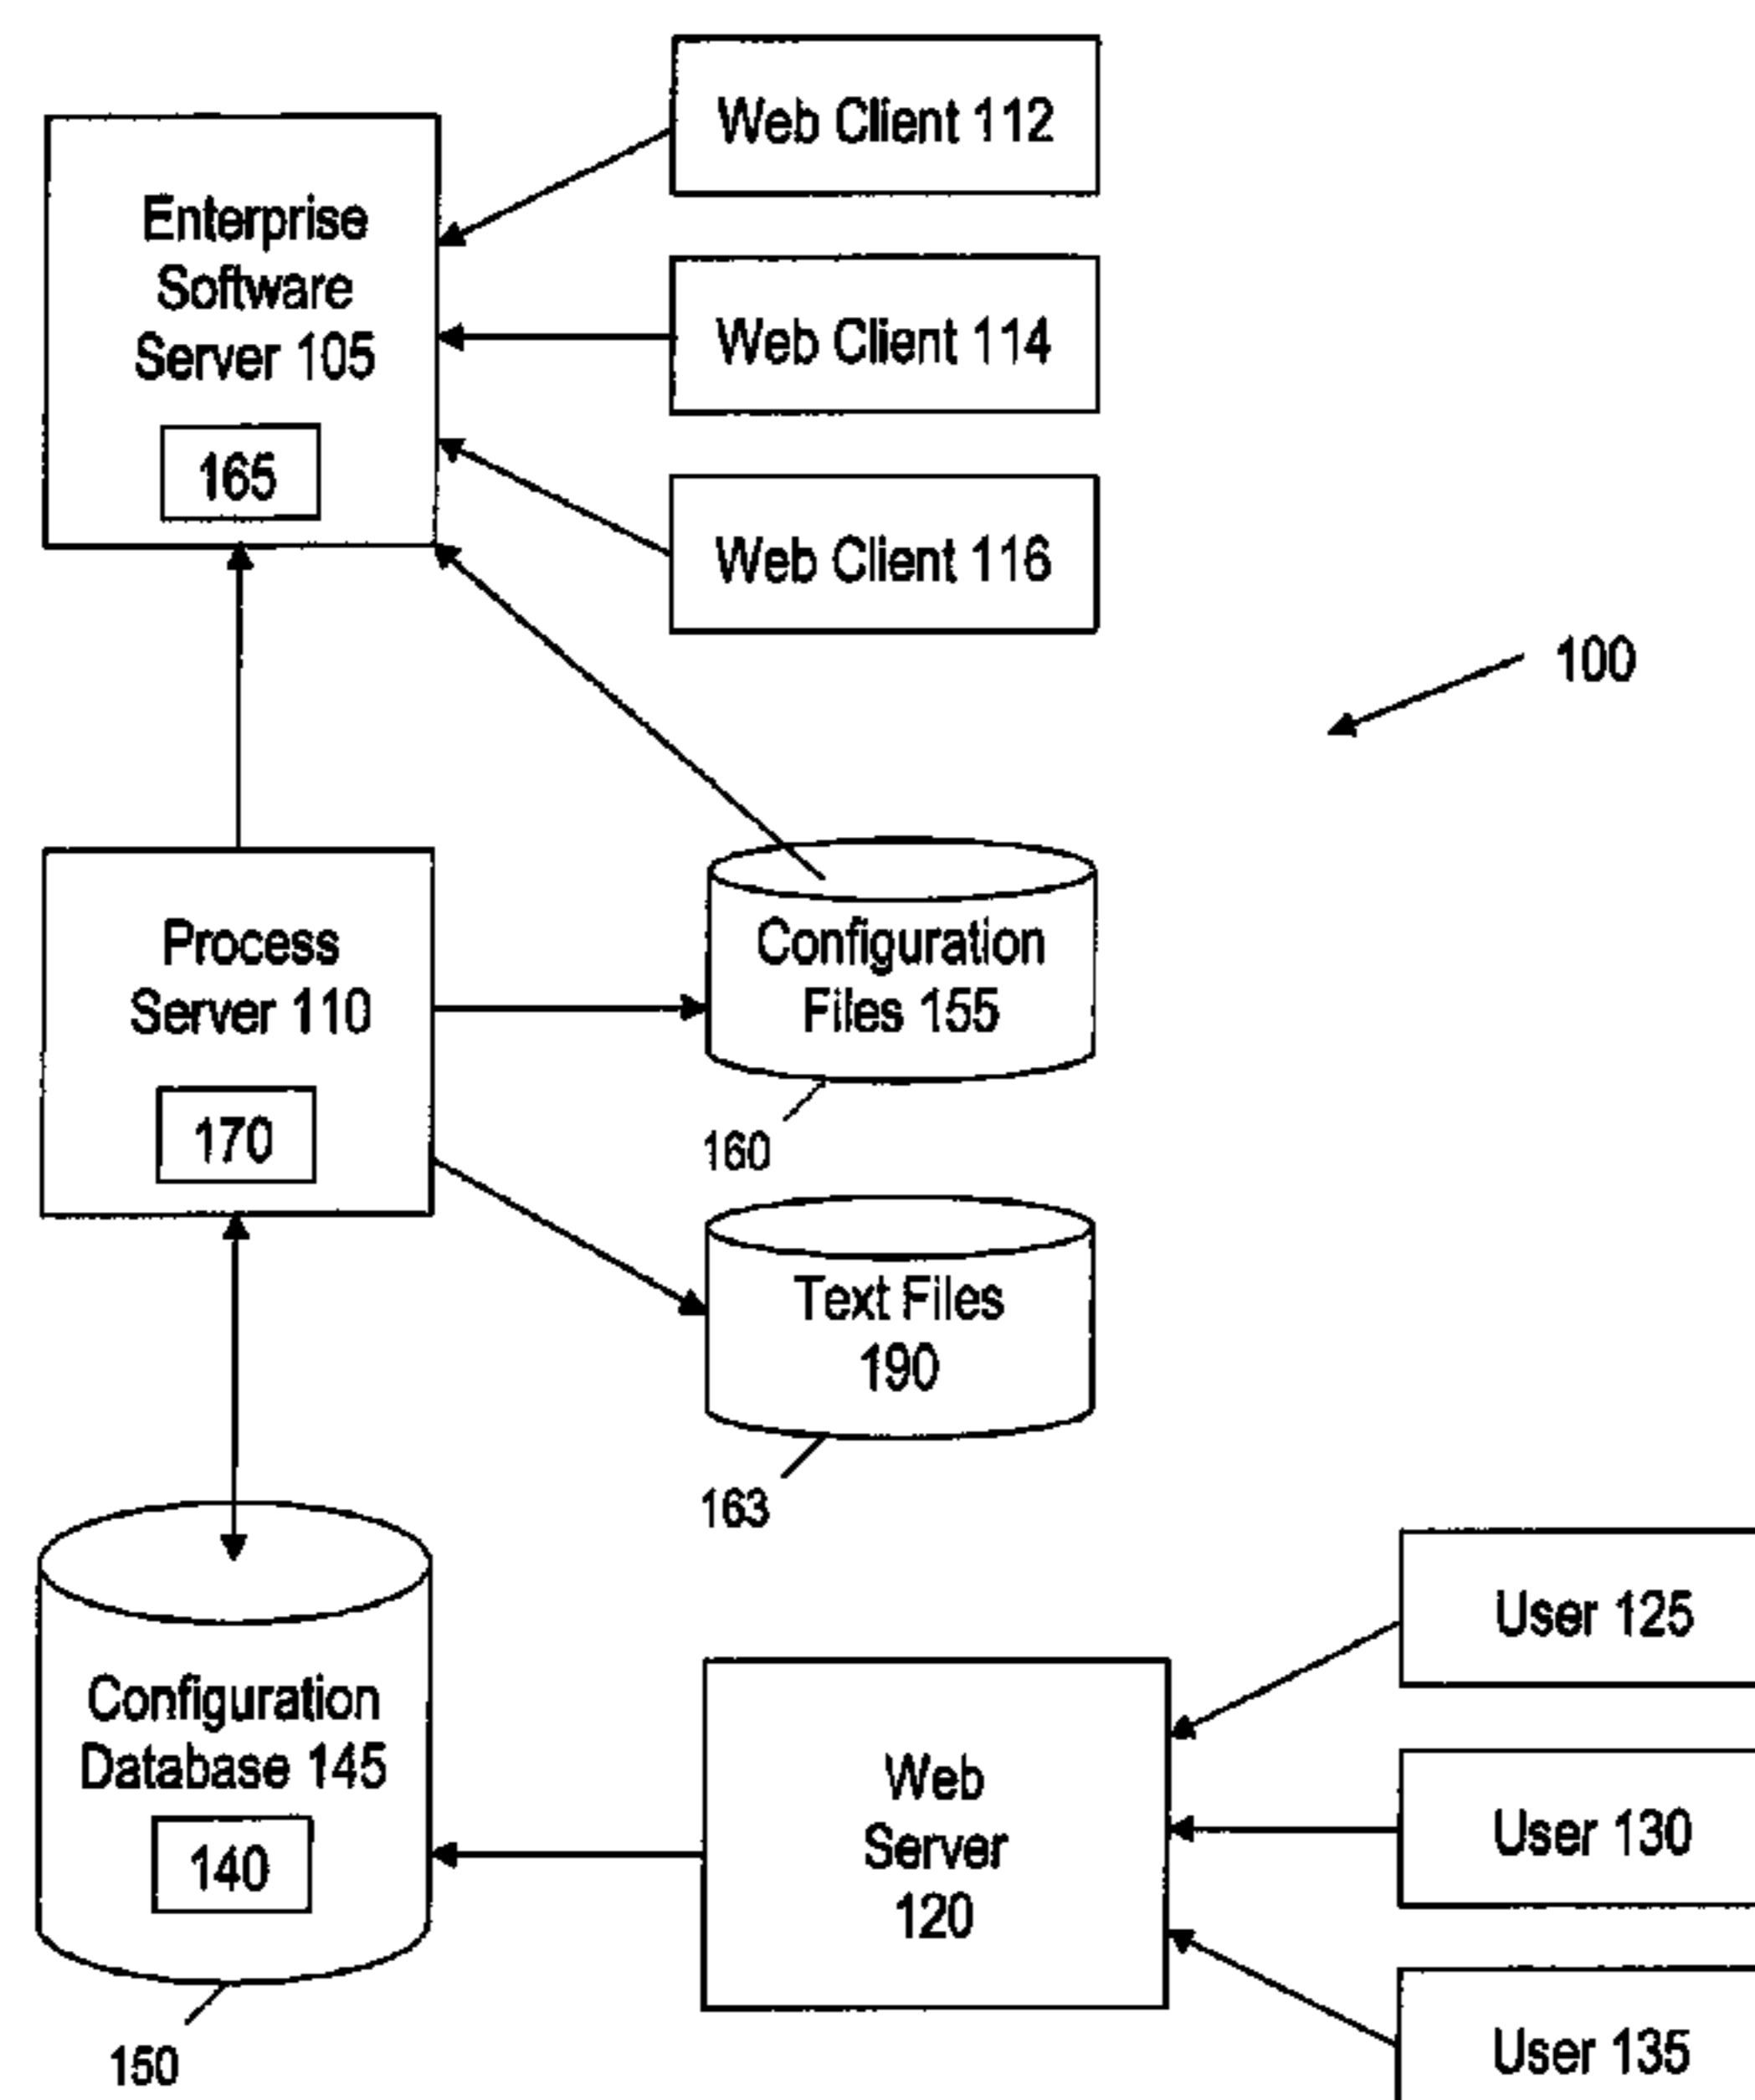 Web Client 112
Enterprise
Software
Server 105
165
Web Client 114
Web Client 116
100
Process
Server 110
170
Configuration
Files 155
160
Text Files
190
163
Configuration
Database 145
140
150
Web
Server
120
User 125
User 130
User 135